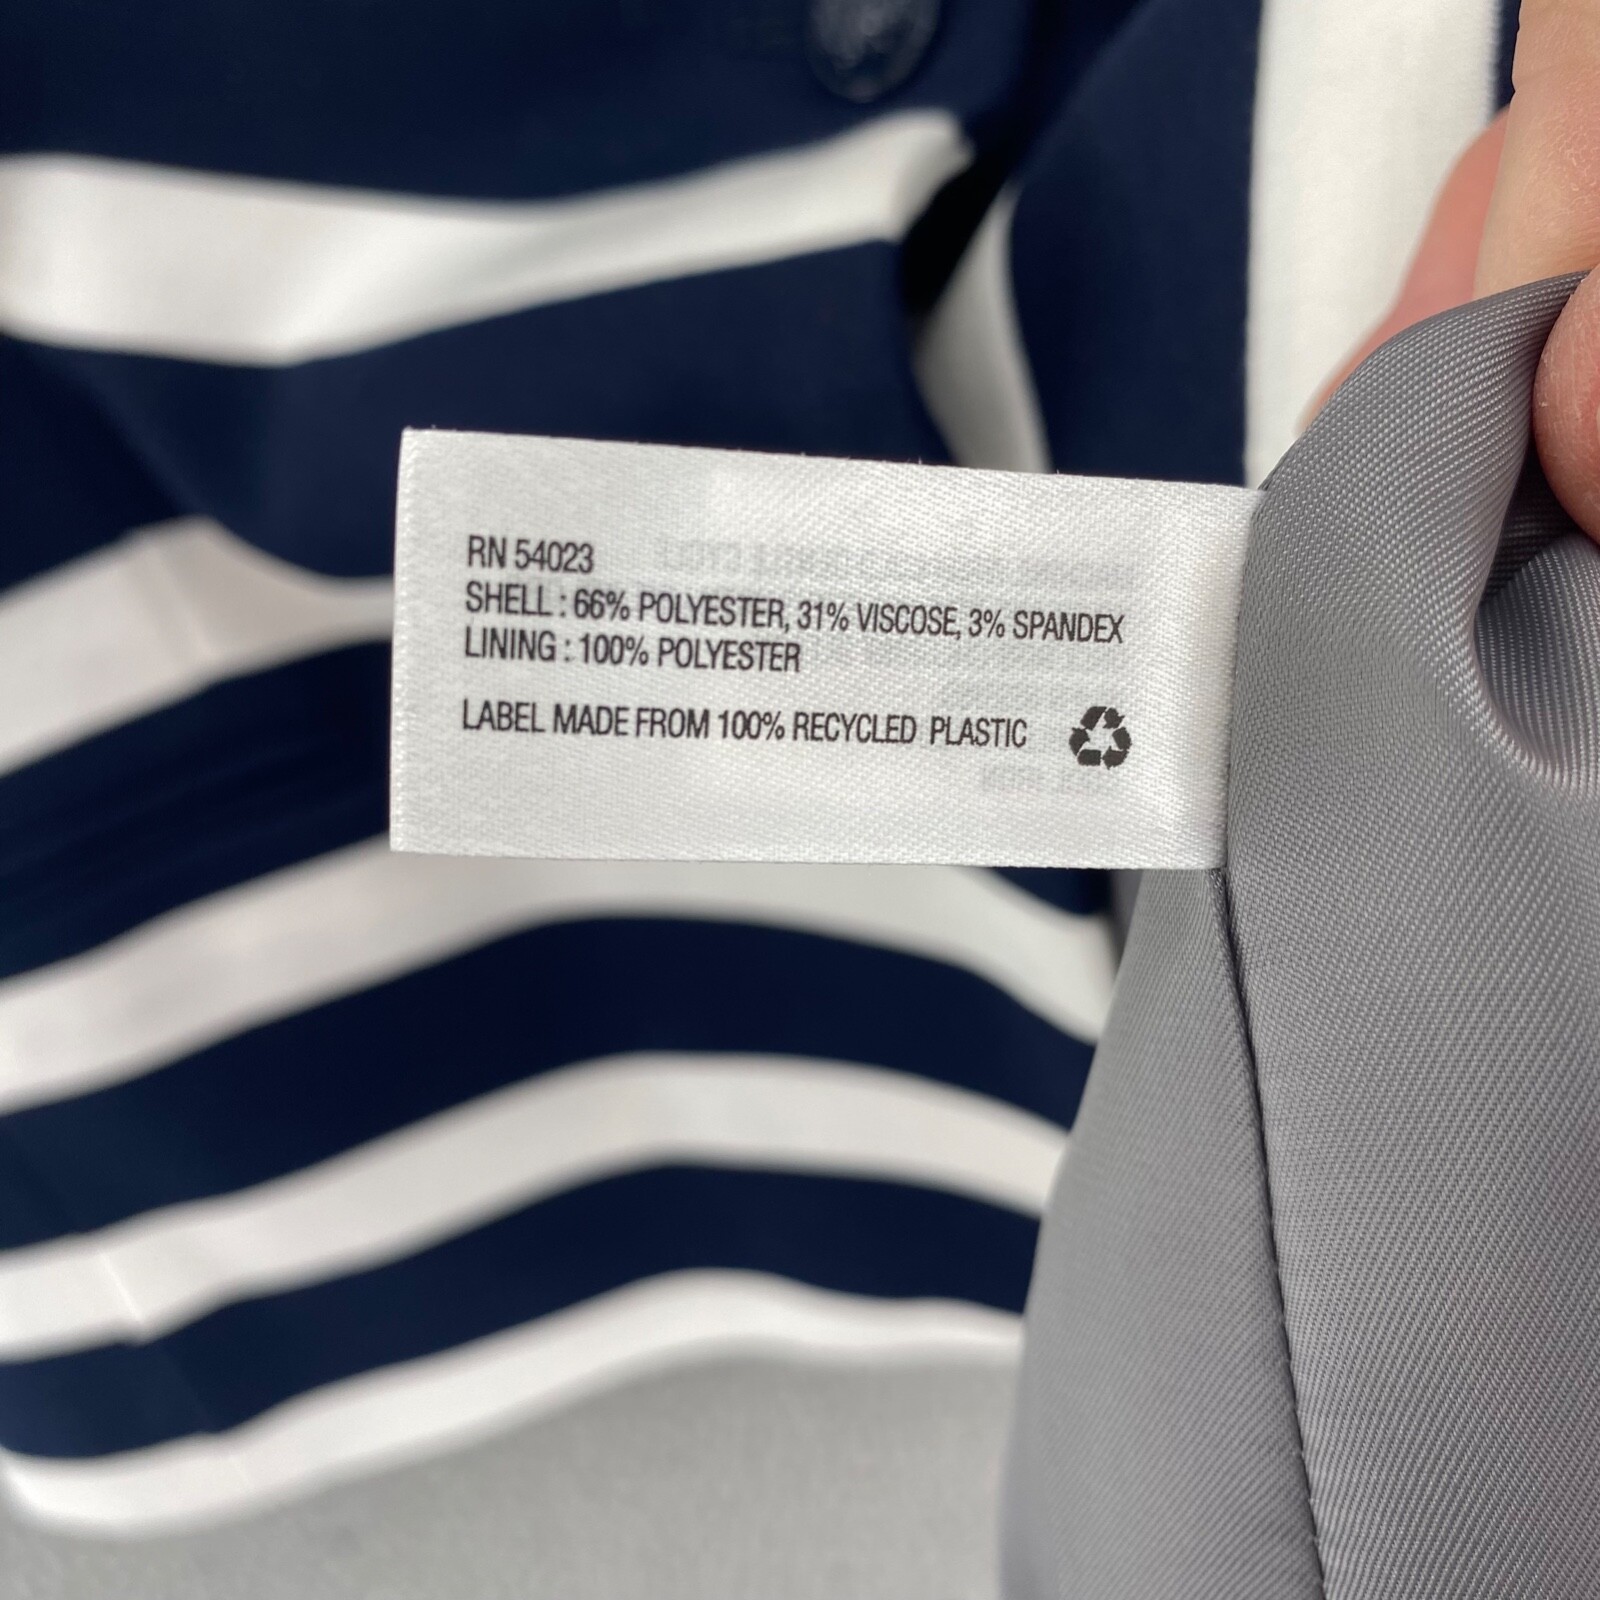 RN 54023
SHELL : 66% POLYESTER, 31% VISCOSE, 3% SPANDEX
LINING : 100% POLYESTER
LABEL MADE FROM 100% RECYCLED PLASTIC